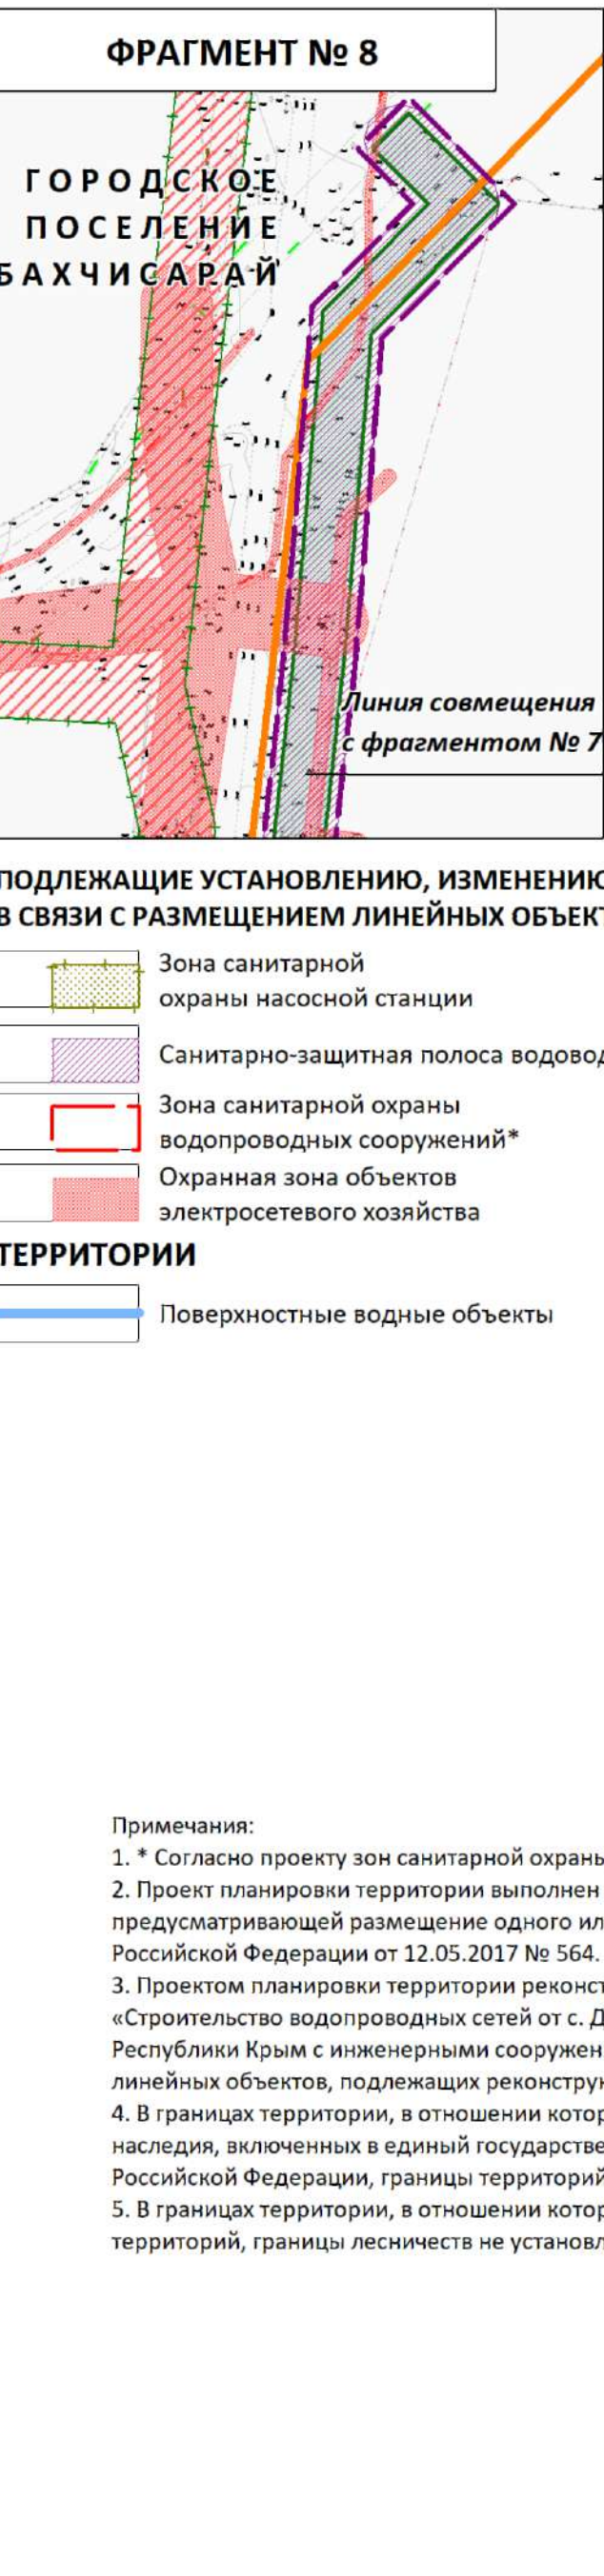 ФРАГМЕНТ № 8
ГОРОДСКОЕ
ПОСЕЛЕНИЕ
БАХЧИСАРАЙ
Линия совмещения
с фрагментом № 7
ПОДЛЕЖАЩИЕ УСТАНОВЛЕНИЮ, ИЗМЕНЕНИЮ
В СВЯЗИ С РАЗМЕЩЕНИЕМ ЛИНЕЙНЫХ ОБЪЕКТ
Зона санитарной
охраны насосной станции
Санитарно-защитная полоса водовод
Зона санитарной охраны
водопроводных сооружений*
Охранная зона объектов
электросетевого хозяйства
ТЕРРИТОРИИ
Поверхностные водные объекты
Примечания:
1. * Согласно проекту зон санитарной охраны
2. Проект планировки территории выполнен
предусматривающей размещение одного ил
Российской Федерации от 12.05.2017 № 564.
3. Проектом планировки территории реконст
«Строительство водопроводных сетей от с. Д
Республики Крым с инженерными сооружен
линейных объектов, подлежащих реконстру
4. В границах территории, в отношении котор
наследия, включенных в единый государстве
Российской Федерации, границы территорий
5. В границах территории, в отношении котор
территорий, границы лесничеств не установл